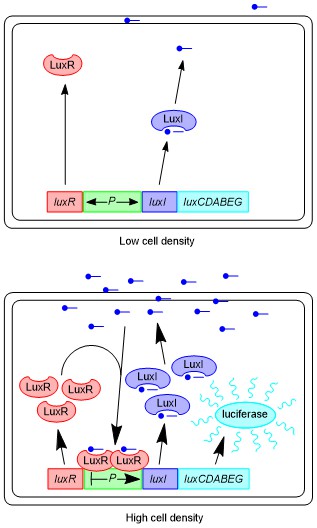 LuxR
LuxI
luxR P luxI luxCDABEG
Low cell density
LuxI
LuxR LuxR
LuxI
LuxR
LuxI
luciferase
LuxR LuxR
luxR P luxI luxCDABEG
High cell density